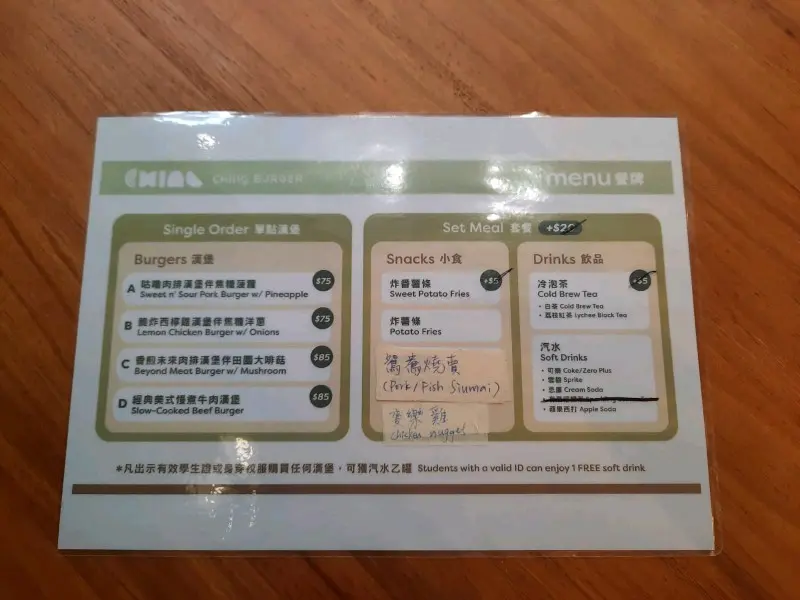 CHING BURGER
menu 餐牌
Single Order 單點漢堡
Burgers 漢堡
A 咕嚕肉排漢堡伴焦糖菠蘿 $75
Sweet n' Sour Pork Burger w/ Pineapple
B 脆炸西檸雞漢堡伴焦糖洋蔥 $75
Lemon Chicken Burger w/ Onions
C 香煎未來肉排漢堡伴田園大啡菇 $85
Beyond Meat Burger w/ Mushroom
D 經典美式慢煮牛肉漢堡 $85
Slow-Cooked Beef Burger
Set Meal 套餐 +$20
Snacks 小食
炸番薯條 +$5
Sweet Potato Fries
炸薯條
Potato Fries
鴛鴦燒賣
(Pork/Fish Siumai)
麥樂雞
Chicken nugget
Drinks 飲品
冷泡茶 +$5
Cold Brew Tea
• 白茶 Cold Brew Tea
• 荔枝紅茶 Lychee Black Tea
汽水
Soft Drinks
• 可樂 Coke/Zero Plus
• 雪碧 Sprite
• 忌廉 Cream Soda
• 蘋果西打 Apple Soda
*凡出示有效學生證或身穿校服購買任何漢堡，可獲汽水乙罐 Students with a valid ID can enjoy 1 FREE soft drink